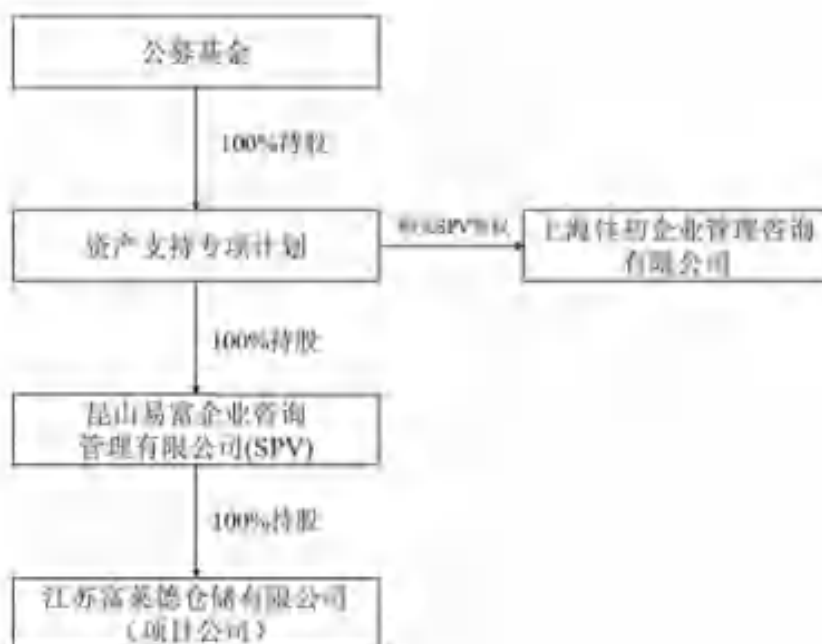 公募基金
100%持股
资产支持专项计划
SPV
上海佳初企业管理咨询
有限公司
100%持股
昆山易富企业咨询
管理有限公司(SPV)
100%持股
江苏富莱德仓储有限公司
(项目公司)